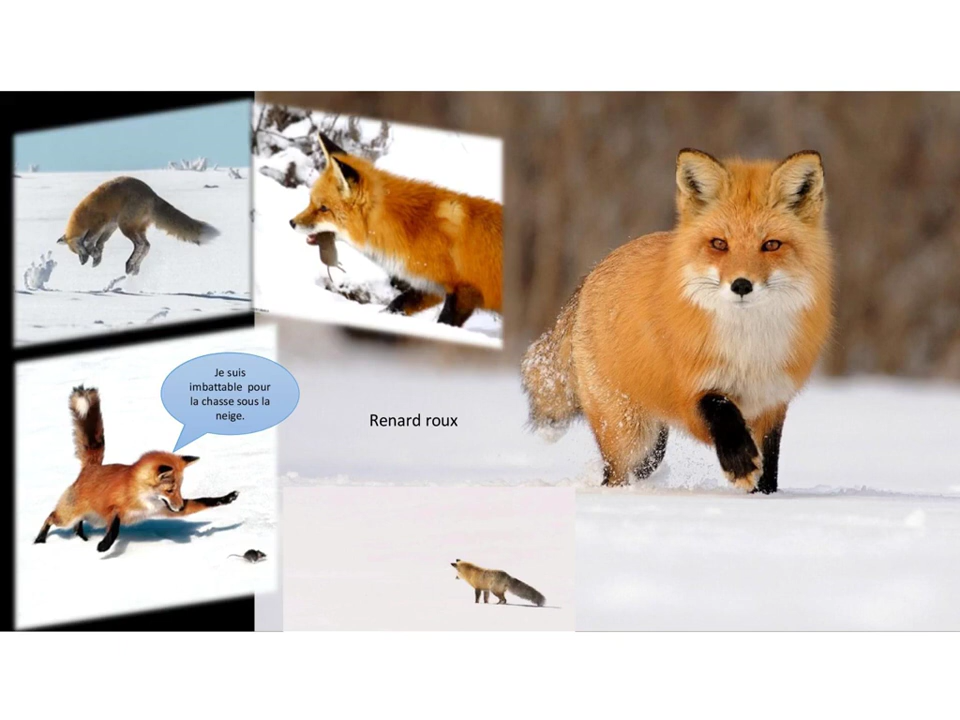 Je suis
imbattable  pour
la chasse sous la
neige.
Renard roux